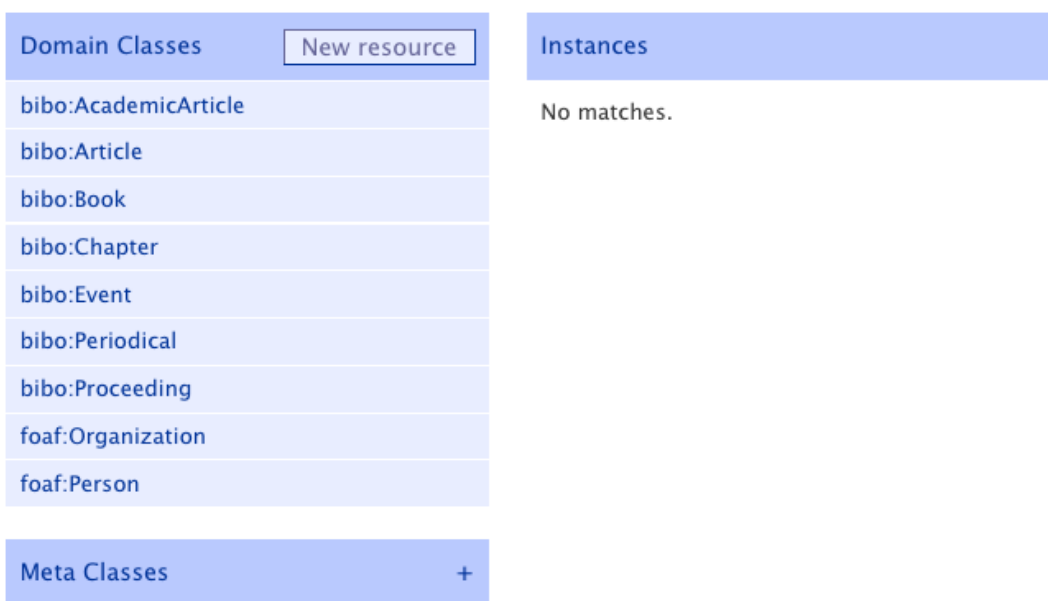 Domain Classes
New resource
bibo:AcademicArticle
bibo:Article
bibo:Book
bibo:Chapter
bibo:Event
bibo:Periodical
bibo:Proceeding
foaf:Organization
foaf:Person
Meta Classes +
Instances
No matches.